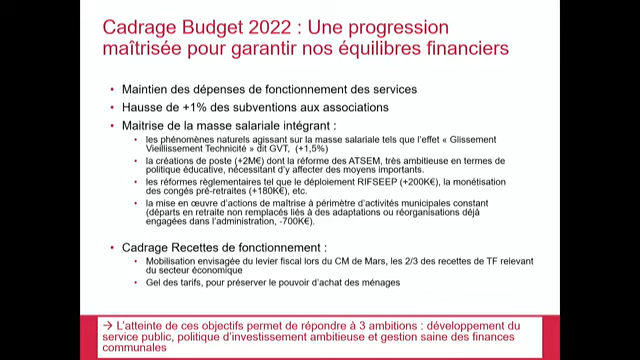 Cadrage Budget 2022 : Une progression
maîtrisée pour garantir nos équilibres financiers
• Maintien des dépenses de fonctionnement des services
• Hausse de +1% des subventions aux associations
• Maitrise de la masse salariale intégrant :
• les phénomènes naturels agissant sur la masse salariale tels que l'effet « Glissement
Vieillissement Technicité » dit GVT, (+1,5%)
• la créations de poste (+2M€) dont la réforme des ATSEM, très ambitieuse en termes de
politique éducative, nécessitant d'y affecter des moyens importants.
• les réformes règlementaires tel que le déploiement RIFSEEP (+200K€), la monétisation
des congés pré-retraites (+180K€), etc.
• la mise en œuvre d'actions de maîtrise à périmètre d'activités municipales constant
(départs en retraite non remplacés liés à des adaptations ou réorganisations déjà
engagées dans l'administration, -700K€).
• Cadrage Recettes de fonctionnement :
• Mobilisation envisagée du levier fiscal lors du CM de Mars, les 2/3 des recettes de TF relevant
du secteur économique
• Gel des tarifs, pour préserver le pouvoir d'achat des ménages
→ L'atteinte de ces objectifs permet de répondre à 3 ambitions : développement du
service public, politique d'investissement ambitieuse et gestion saine des finances
communales